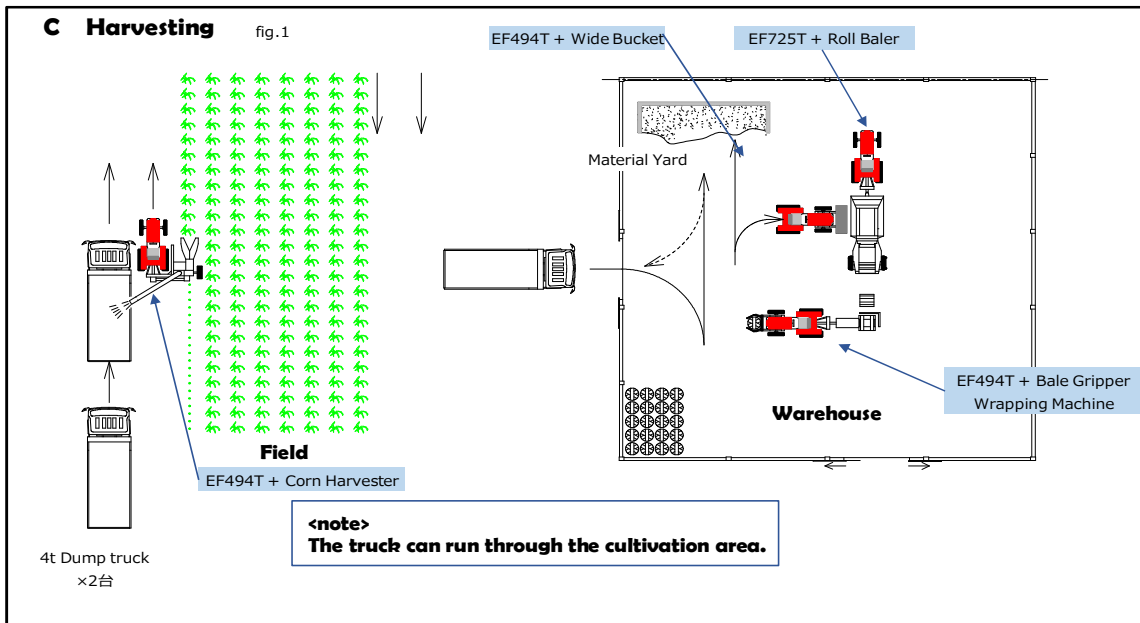 C Harvesting fig.1
EF494T + Wide Bucket
EF725T + Roll Baler
Material Yard
EF494T + Bale Gripper
Wrapping Machine
Warehouse
Field
EF494T + Corn Harvester
<note>
The truck can run through the cultivation area.
4t Dump truck
×2台